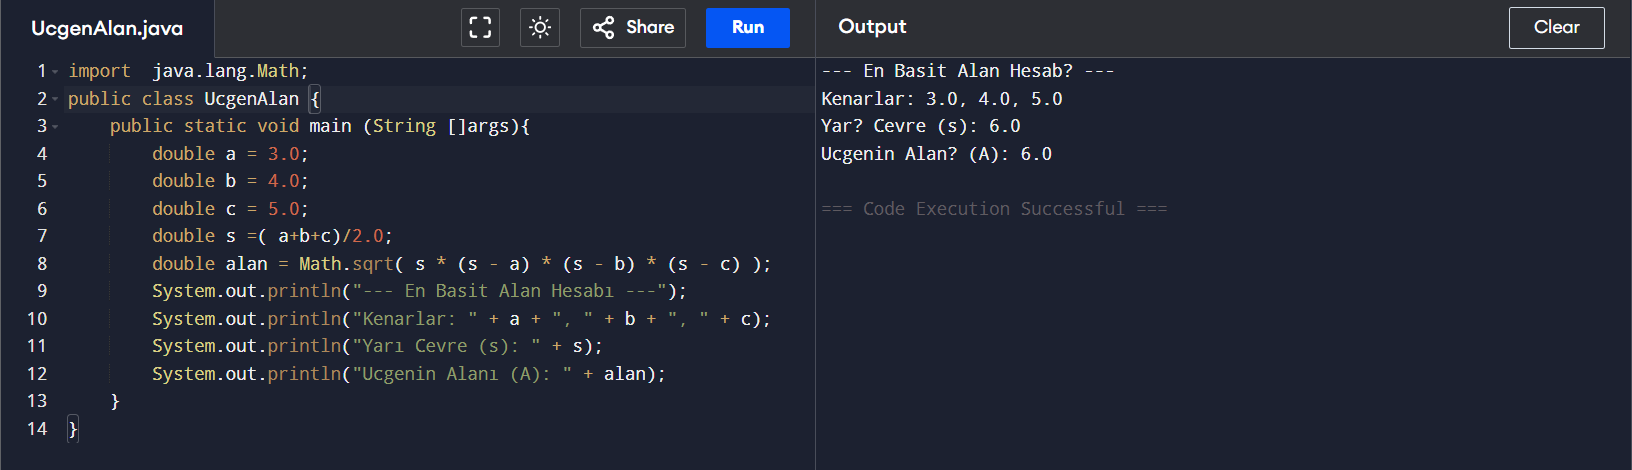 UcgenAlan.java
Share
Run
Output
Clear
1 import  java.lang.Math;
2 public class UcgenAlan {
3     public static void main (String []args){
4         double a = 3.0;
5         double b = 4.0;
6         double c = 5.0;
7         double s =( a+b+c)/2.0;
8         double alan = Math.sqrt( s * (s - a) * (s - b) * (s - c) );
9         System.out.println("--- En Basit Alan Hesabı ---");
10         System.out.println("Kenarlar: " + a + ", " + b + ", " + c);
11         System.out.println("Yarı Cevre (s): " + s);
12         System.out.println("Ucgenin Alanı (A): " + alan);
13     }
14 }
--- En Basit Alan Hesab? ---
Kenarlar: 3.0, 4.0, 5.0
Yar? Cevre (s): 6.0
Ucgenin Alan? (A): 6.0
=== Code Execution Successful ===